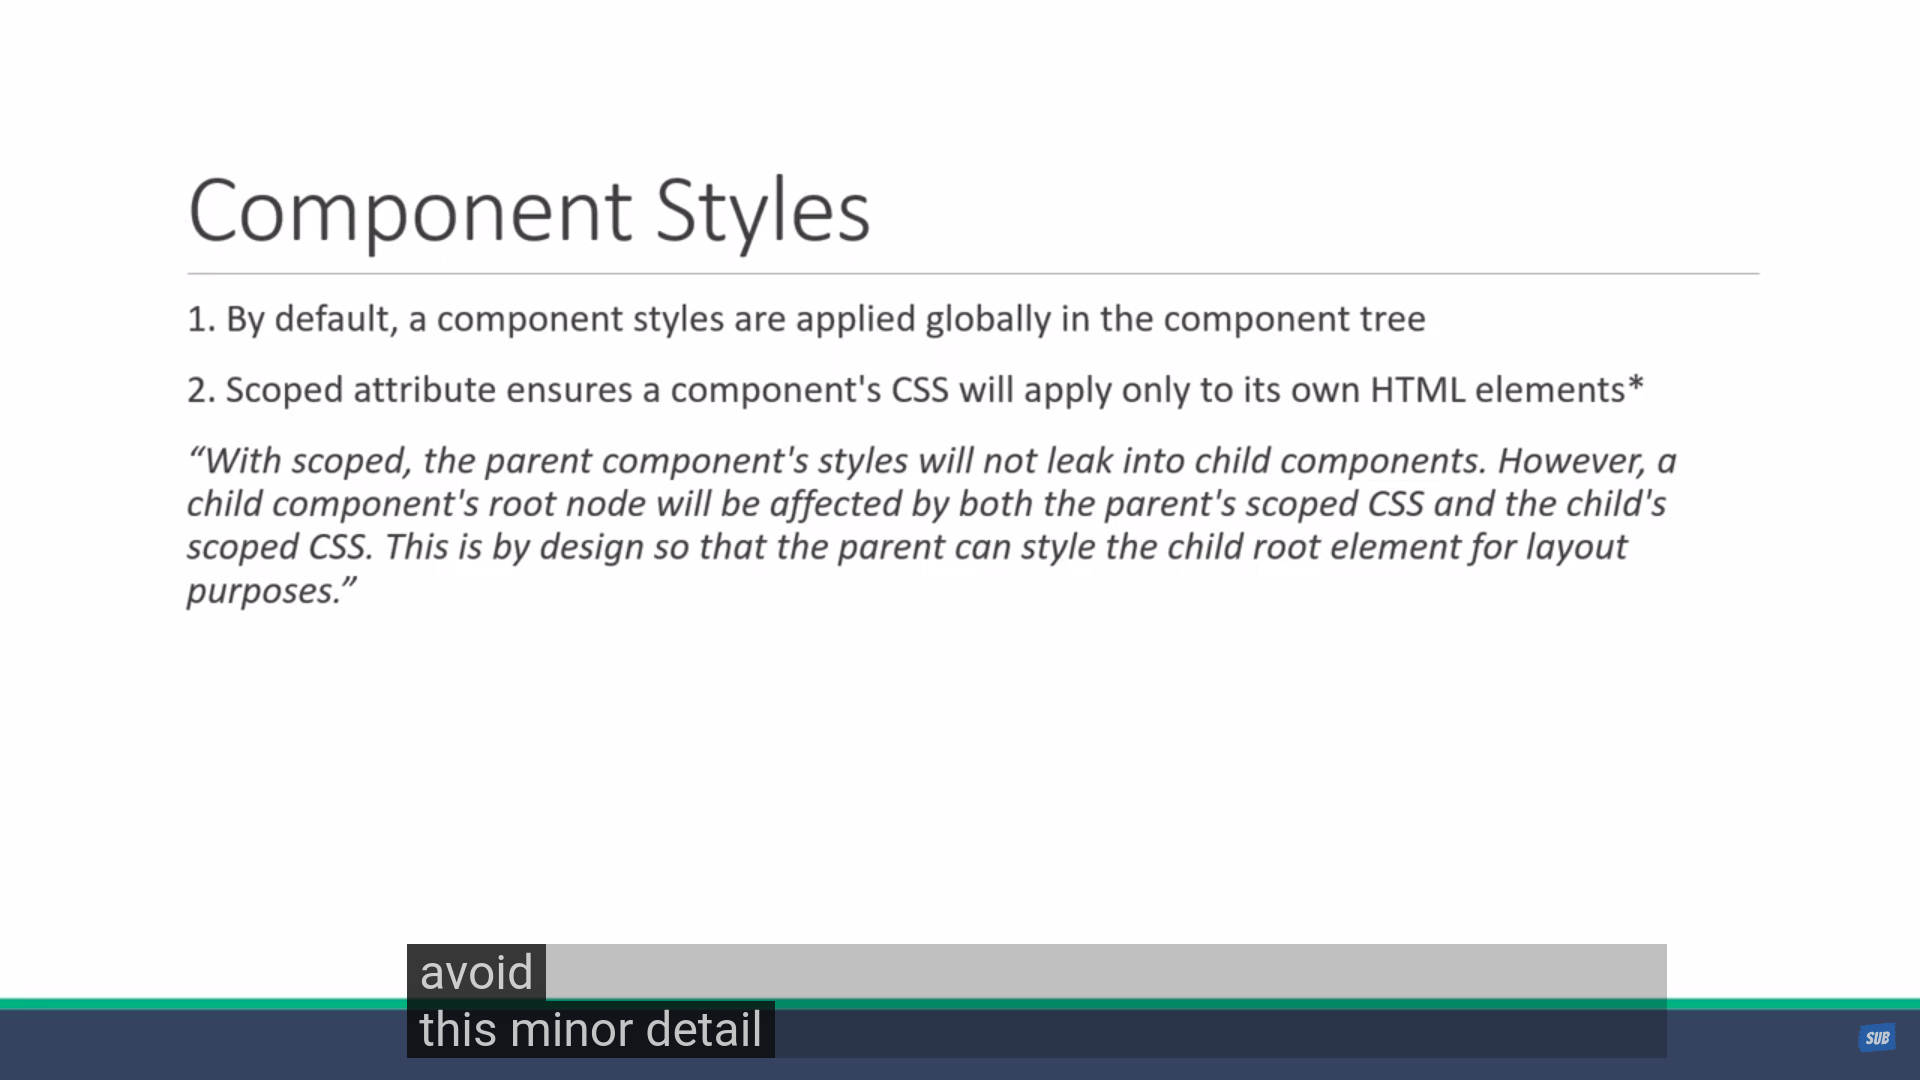 Component Styles
1. By default, a component styles are applied globally in the component tree
2. Scoped attribute ensures a component's CSS will apply only to its own HTML elements*
“With scoped, the parent component's styles will not leak into child components. However, a
child component's root node will be affected by both the parent's scoped CSS and the child's
scoped CSS. This is by design so that the parent can style the child root element for layout
purposes.”
avoid
this minor detail
SUB